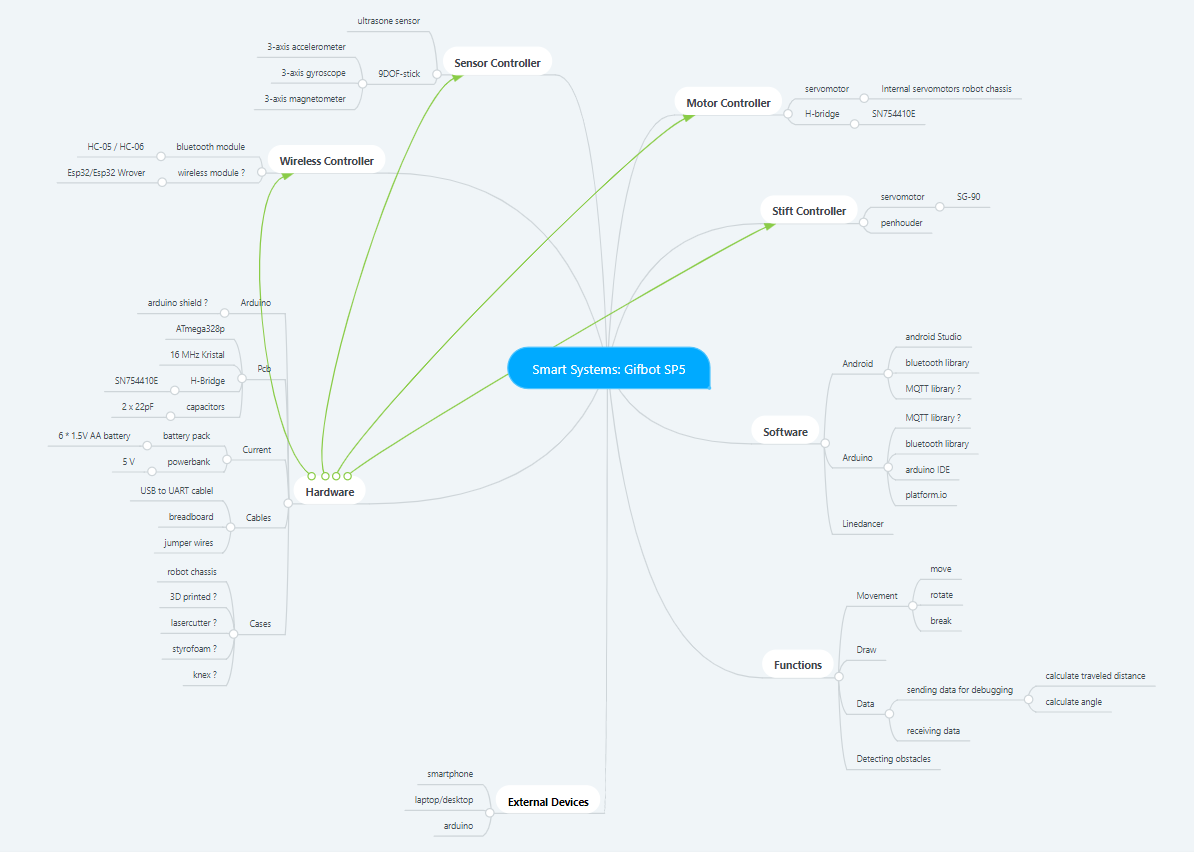 Smart Systems: Gifbot SP5
Sensor Controller
ultrasone sensor
9DOF-stick
3-axis accelerometer
3-axis gyroscope
3-axis magnetometer
Wireless Controller
bluetooth module
HC-05 / HC-06
wireless module ?
Esp32/Esp32 Wrover
Hardware
Arduino
arduino shield ?
Pcb
ATmega328p
16 MHz Kristal
H-Bridge
SN754410E
capacitors
2 x 22pF
Current
battery pack
6 * 1.5V AA battery
powerbank
5 V
Cables
USB to UART cablel
breadboard
jumper wires
Cases
robot chassis
3D printed ?
lasercutter ?
styrofoam ?
knex ?
External Devices
smartphone
laptop/desktop
arduino
Motor Controller
servomotor
Internal servomotors robot chassis
H-bridge
SN754410E
Stift Controller
servomotor
SG-90
penhouder
Software
Android
android Studio
bluetooth library
MQTT library ?
Arduino
MQTT library ?
bluetooth library
arduino IDE
platform.io
Linedancer
Functions
Movement
move
rotate
break
Draw
Data
sending data for debugging
calculate traveled distance
calculate angle
receiving data
Detecting obstacles